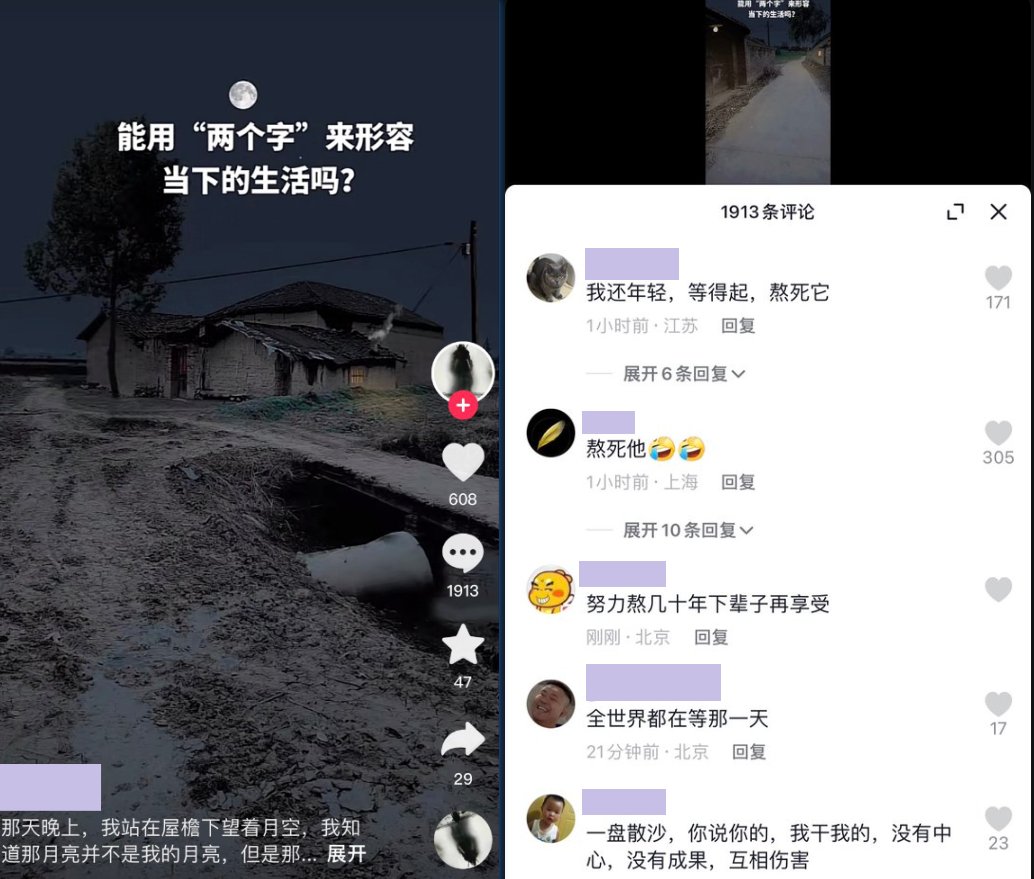 能用“两个字”来形容
当下的生活吗?
608
1913
47
29
那天晚上，我站在屋檐下望着月空，我知
道那月亮并不是我的月亮，但是那... 展开
能用“两个字”来形容
当下的生活吗?
1913条评论
我还年轻，等得起，熬死它
171
1小时前·江苏 回复
展开6条回复
熬死他🤣🤣
305
1小时前·上海 回复
展开10条回复
努力熬几十年下辈子再享受
刚刚·北京 回复
全世界都在等那一天
17
21分钟前·北京 回复
一盘散沙，你说你的，我干我的，没有中
心，没有成果，互相伤害
23